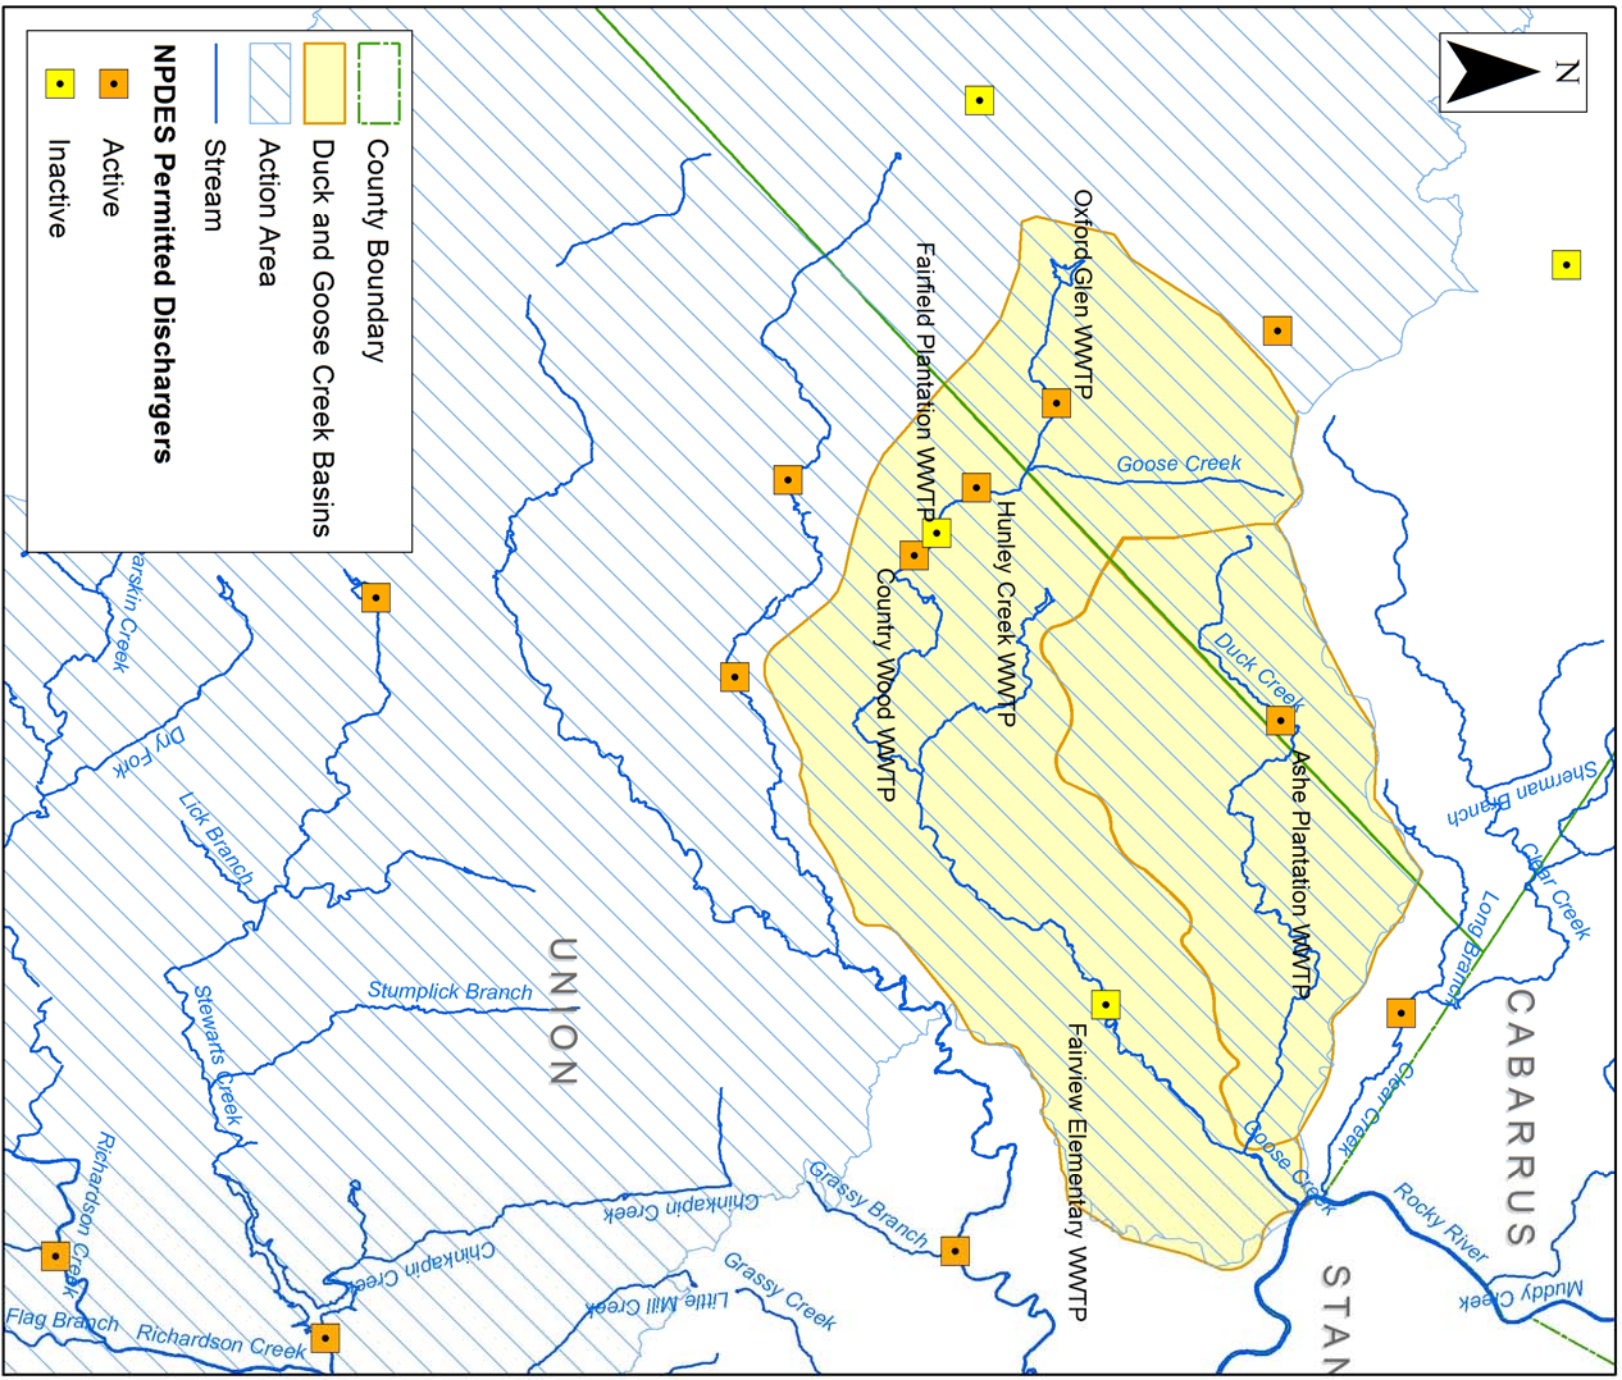 N
County Boundary
Duck and Goose Creek Basins
Action Area
Stream
NPDES Permitted Dischargers
Active
Inactive
Oxford Glen WWTP
Fairfield Plantation WWTP
Goose Creek
Hunley Creek WWTP
Country Wood WWTP
Duck Creek
Ashe Plantation WWTP
Sherman Branch
Clear Creek
Long Branch
CABARRUS
Clear Creek
Goose Creek
Rocky River
Muddy Creek
STAN
Fairview Elementary WWTP
Grassy Branch
Grassy Creek
Chinkapin Creek
Little Mill Creek
Chinkapin Creek
UNION
Stumplick Branch
Stewarts Creek
Lick Branch
Dry Fork
arskin Creek
Richardson Creek
Flag Branch
Richardson Creek